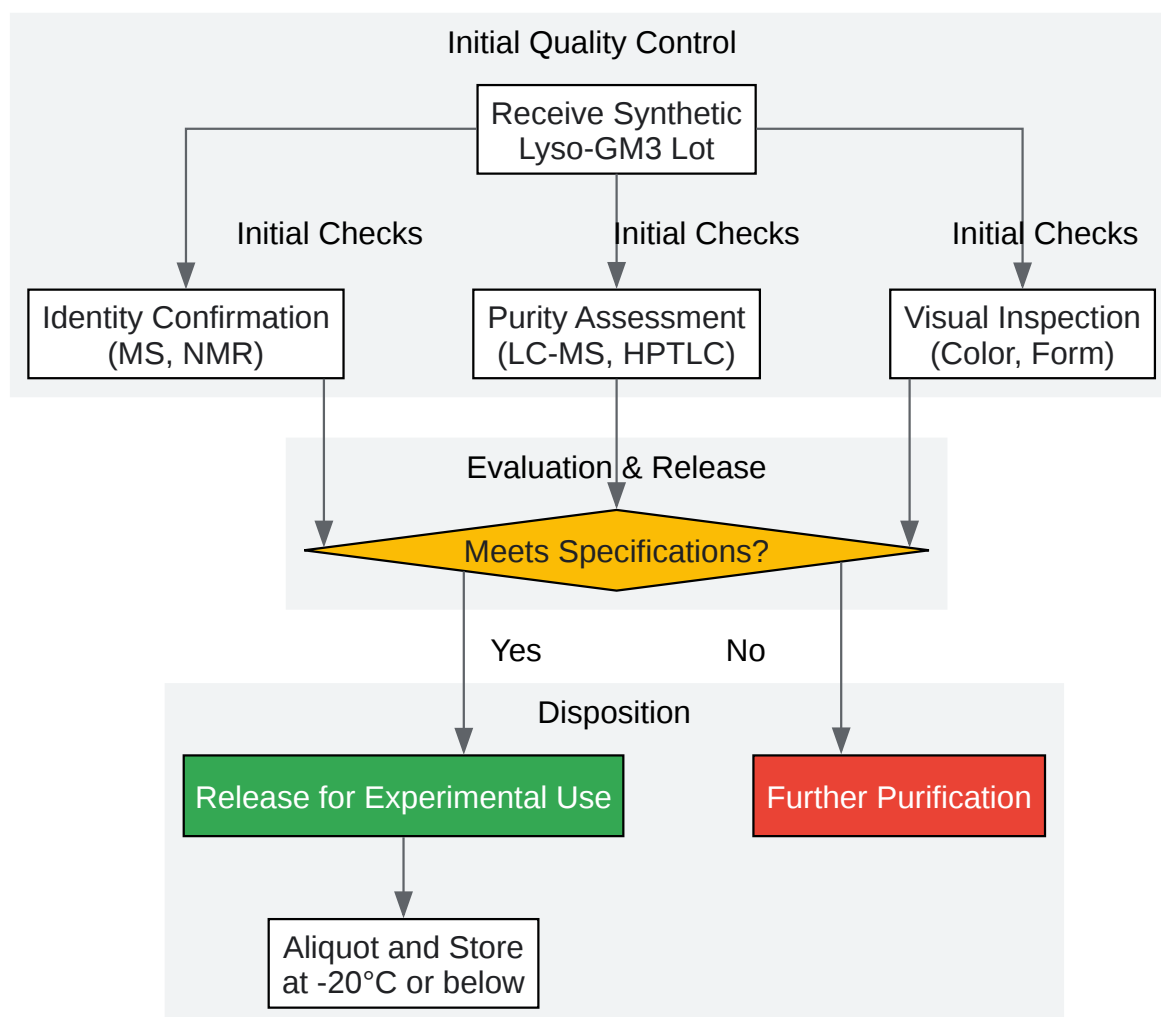 Initial Quality Control
Receive Synthetic
Lyso-GM3 Lot
Initial Checks
Initial Checks
Initial Checks
Identity Confirmation
(MS, NMR)
Purity Assessment
(LC-MS, HPTLC)
Visual Inspection
(Color, Form)
Evaluation & Release
Meets Specifications?
Yes
No
Disposition
Release for Experimental Use
Further Purification
Aliquot and Store
at -20°C or below